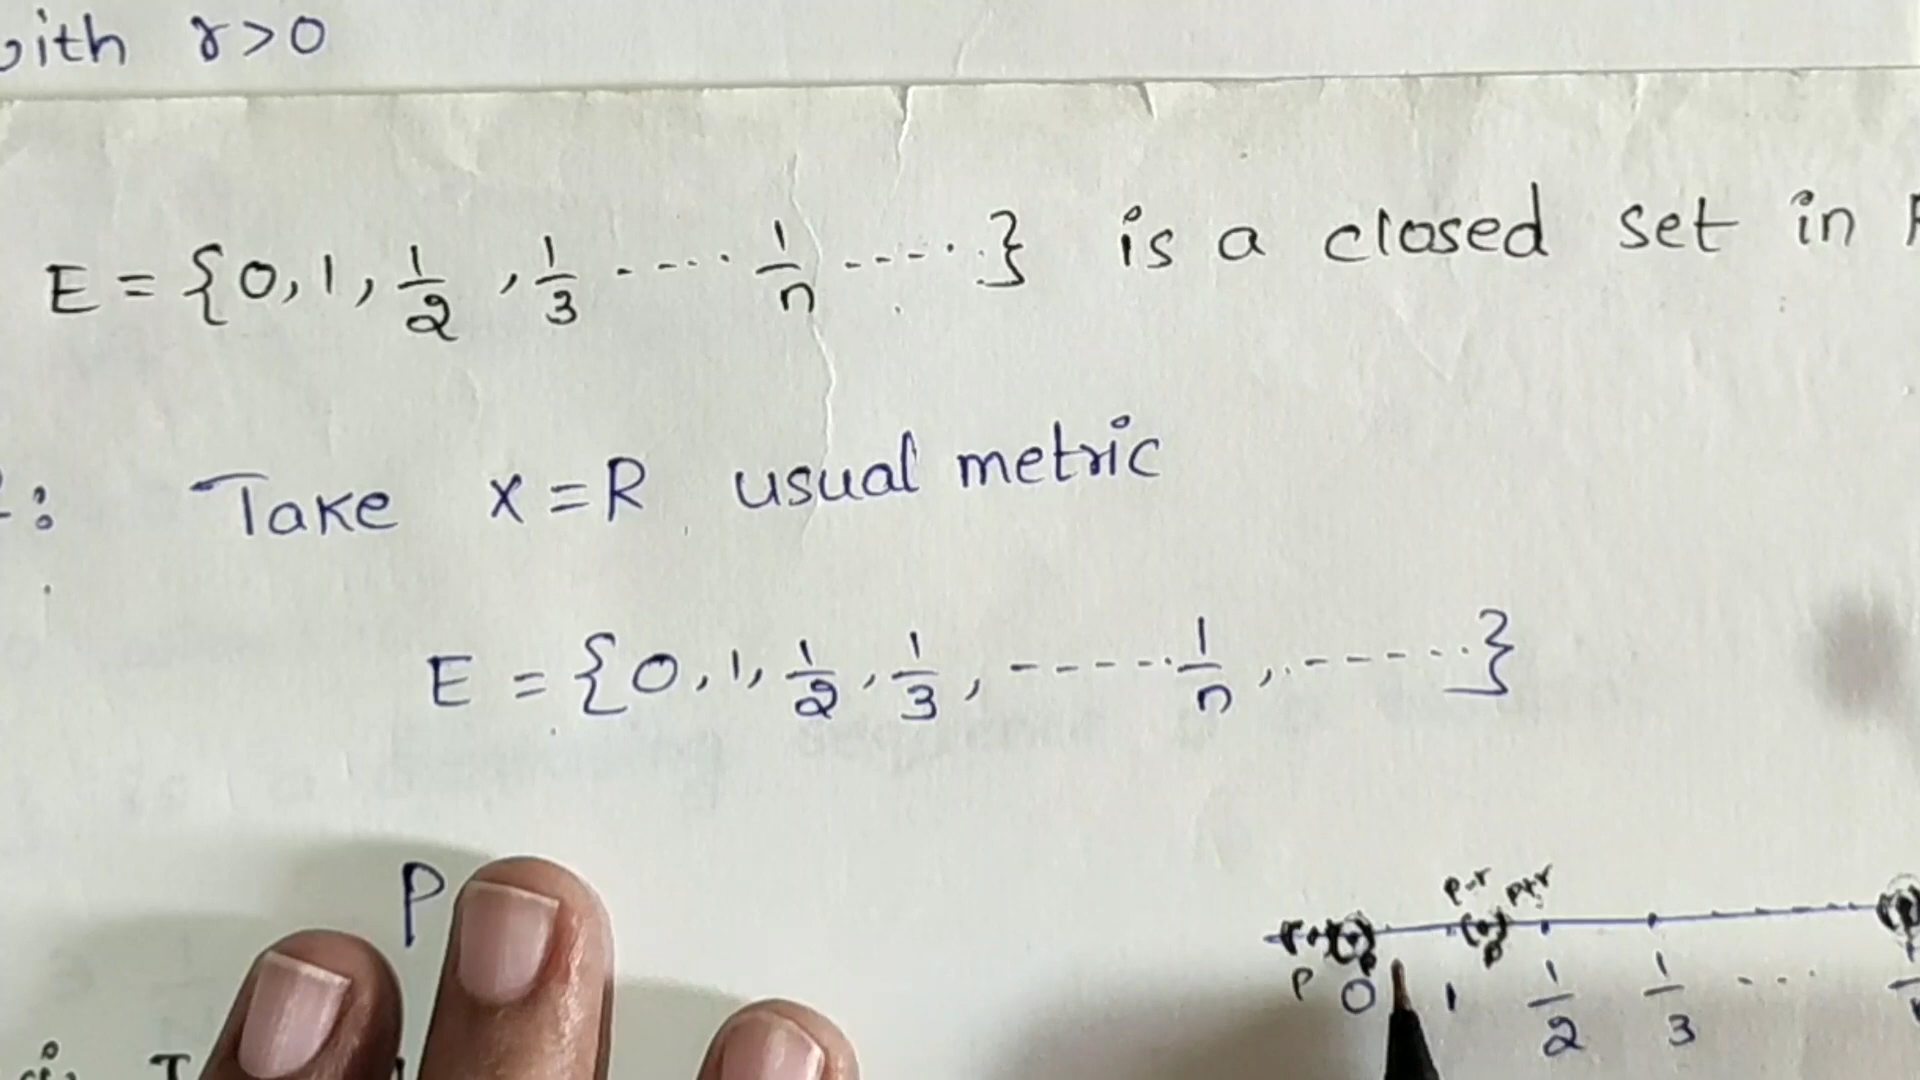 with r>0
E = {0, 1, 1/2, 1/3 ---- 1/n ----} is a closed set in
: Take X = R usual metric
E = {0, 1, 1/2, 1/3, ----- 1/n, ------}
P
p-r p+r
P
P 0 1 1/2 1/3 ...